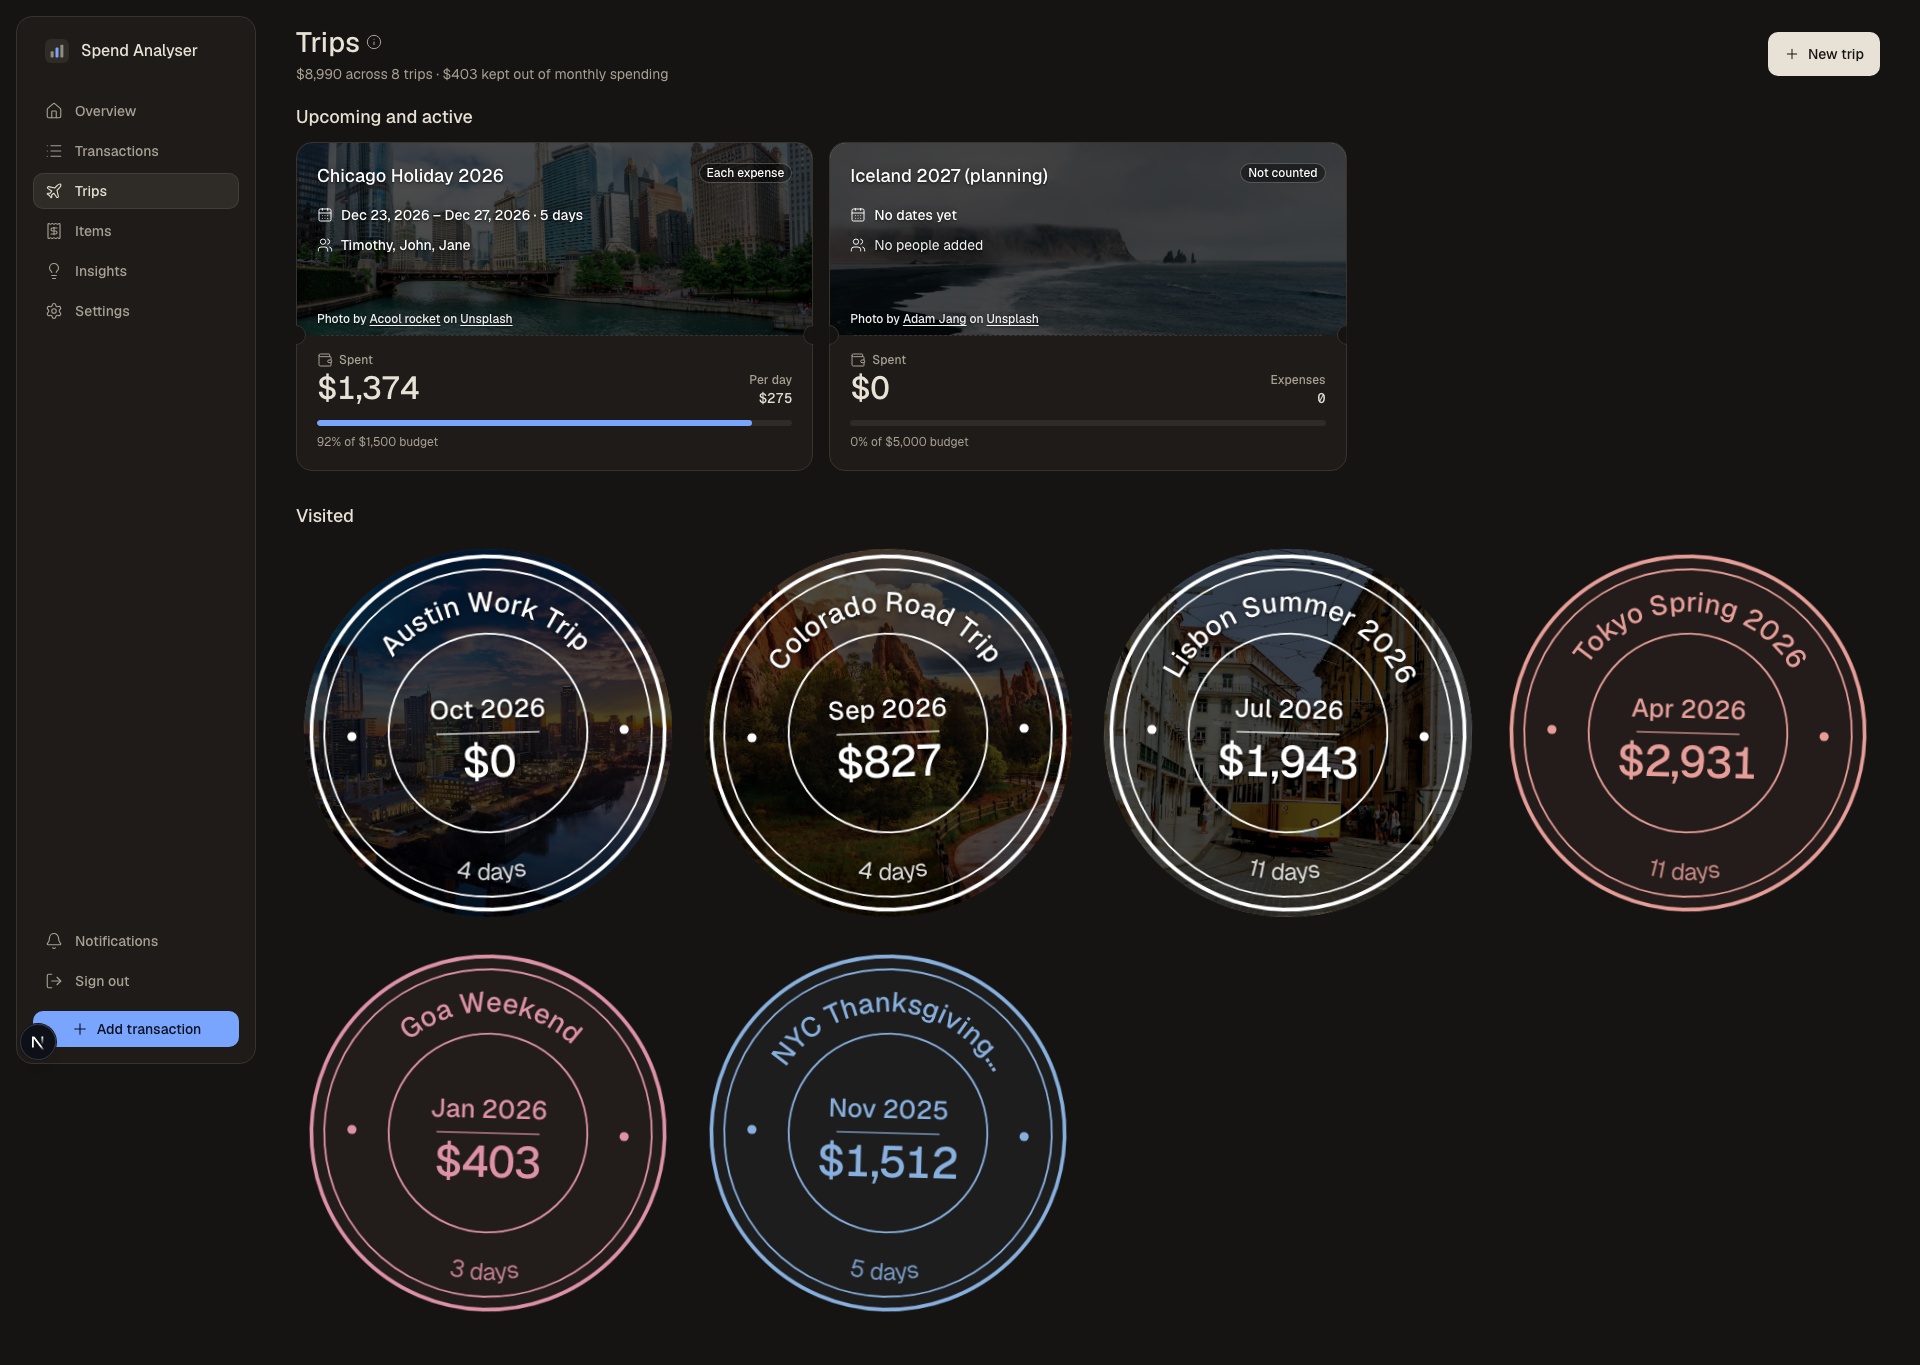 Spend Analyser
Overview
Transactions
Trips
Items
Insights
Settings
Notifications
Sign out
Add transaction
N
Trips
$8,990 across 8 trips · $403 kept out of monthly spending
New trip
Upcoming and active
Chicago Holiday 2026
Each expense
Dec 23, 2026 – Dec 27, 2026 · 5 days
Timothy, John, Jane
Photo by Acool rocket on Unsplash
Spent
$1,374
Per day
$275
92% of $1,500 budget
Iceland 2027 (planning)
Not counted
No dates yet
No people added
Photo by Adam Jang on Unsplash
Spent
$0
Expenses
0
0% of $5,000 budget
Visited
Austin Work Trip
Oct 2026
$0
4 days
Colorado Road Trip
Sep 2026
$827
4 days
Lisbon Summer 2026
Jul 2026
$1,943
11 days
Tokyo Spring 2026
Apr 2026
$2,931
11 days
Goa Weekend
Jan 2026
$403
3 days
NYC Thanksgiving…
Nov 2025
$1,512
5 days